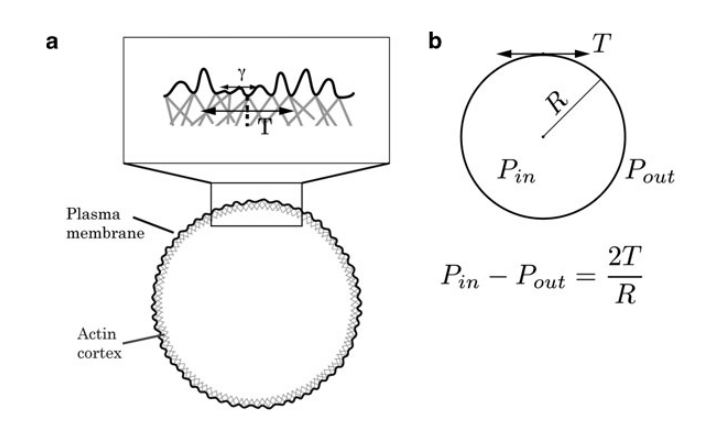 a
γ
T
Plasma
membrane
Actin
cortex
b
T
R
P_{in}
P_{out}
P_{in} − P_{out} = \frac{2T}{R}